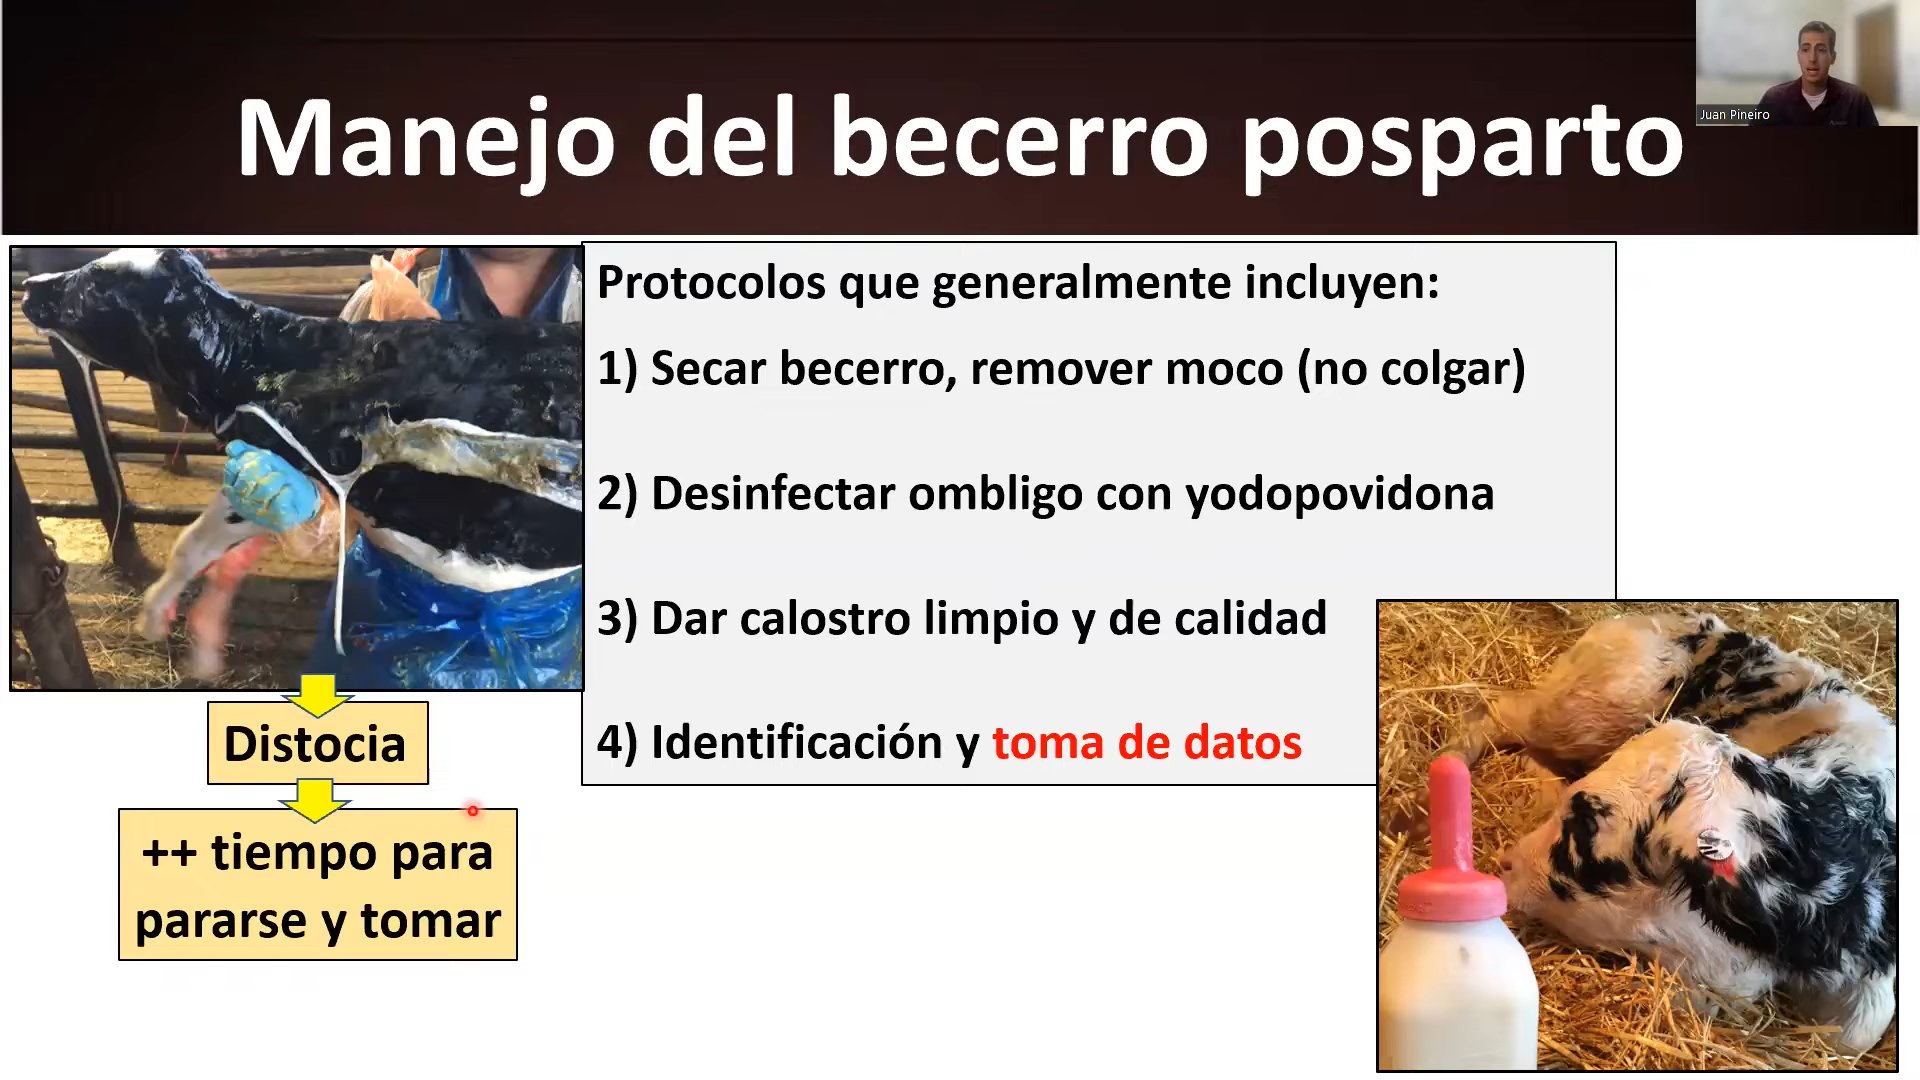 Manejo del becerro posparto
Juan Pineiro
Protocolos que generalmente incluyen:
1) Secar becerro, remover moco (no colgar)
2) Desinfectar ombligo con yodopovidona
3) Dar calostro limpio y de calidad
4) Identificación y toma de datos
Distocia
++ tiempo para
pararse y tomar